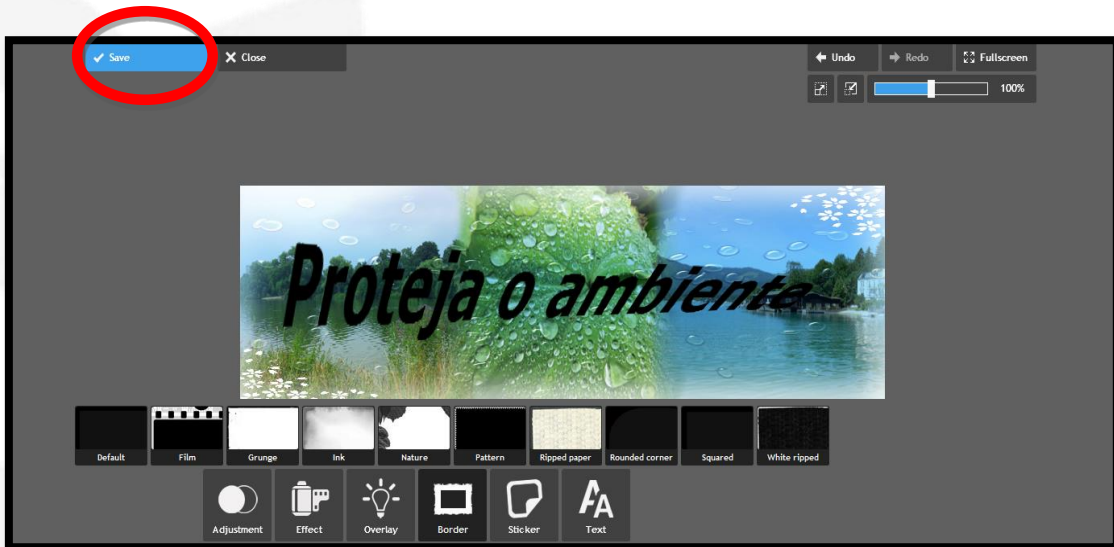 Save
Close
Undo
Redo
Fullscreen
100%
Proteja o ambiente
Default
Film
Grunge
Ink
Nature
Pattern
Ripped paper
Rounded corner
Squared
White ripped
Adjustment
Effect
Overlay
Border
Sticker
Text